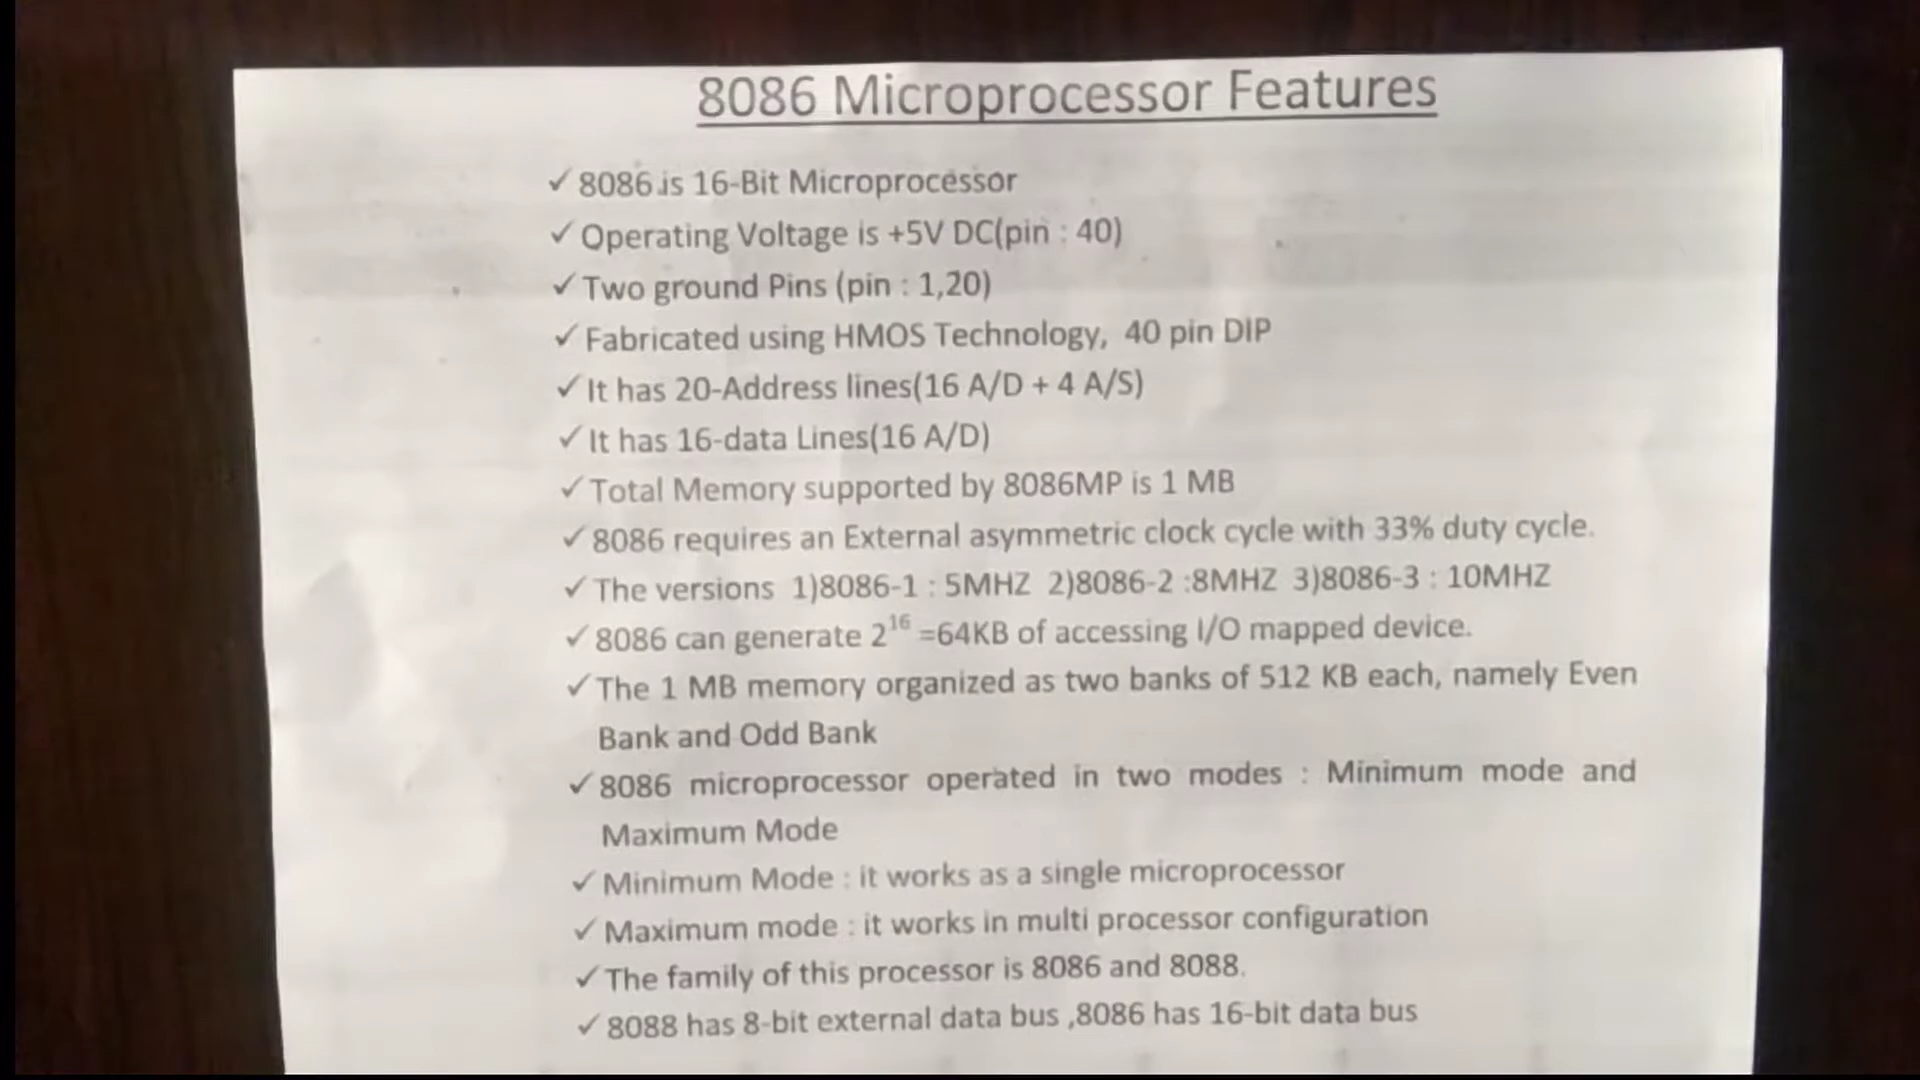 8086 Microprocessor Features
✓ 8086 is 16-Bit Microprocessor
✓ Operating Voltage is +5V DC(pin : 40)
✓ Two ground Pins (pin : 1,20)
✓ Fabricated using HMOS Technology, 40 pin DIP
✓ It has 20-Address lines(16 A/D + 4 A/S)
✓ It has 16-data Lines(16 A/D)
✓ Total Memory supported by 8086MP is 1 MB
✓ 8086 requires an External asymmetric clock cycle with 33% duty cycle.
✓ The versions 1)8086-1 : 5MHZ 2)8086-2 :8MHZ 3)8086-3 : 10MHZ
✓ 8086 can generate 2¹⁶ =64KB of accessing I/O mapped device.
✓ The 1 MB memory organized as two banks of 512 KB each, namely Even
Bank and Odd Bank
✓ 8086 microprocessor operated in two modes : Minimum mode and
Maximum Mode
✓ Minimum Mode : it works as a single microprocessor
✓ Maximum mode : it works in multi processor configuration
✓ The family of this processor is 8086 and 8088.
✓ 8088 has 8-bit external data bus ,8086 has 16-bit data bus